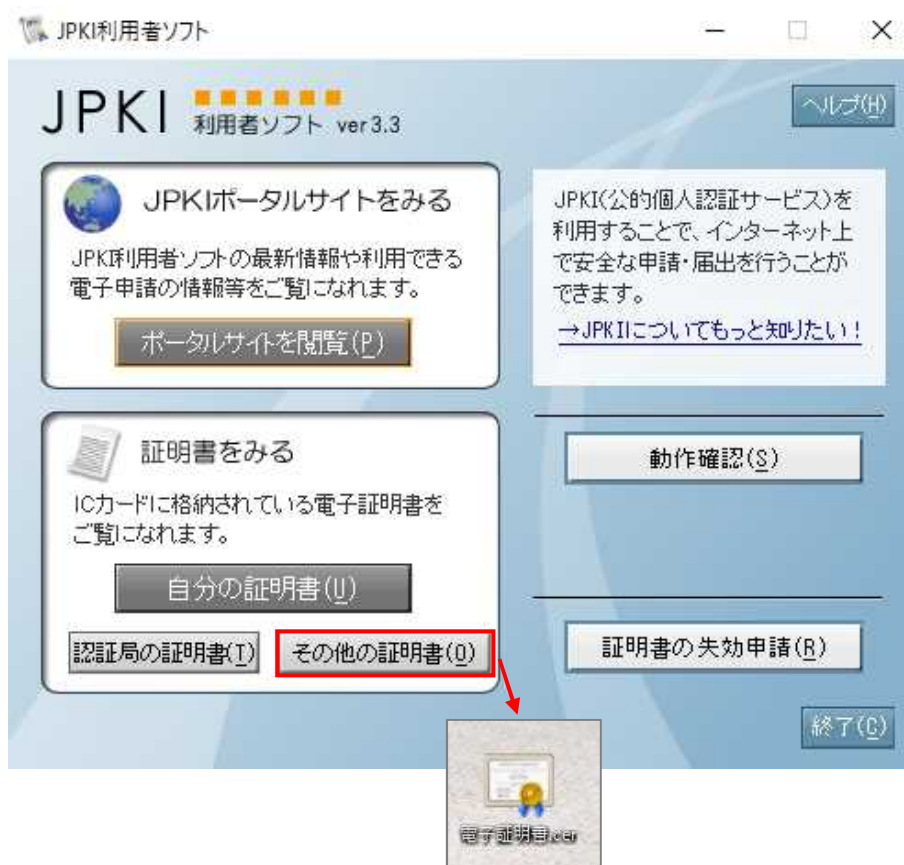 JPKI利用者ソフト
JPKI
利用者ソフト ver3.3
ヘルプ(H)
JPKIポータルサイトをみる
JPKI利用者ソフトの最新情報や利用できる
電子申請の情報等をご覧になれます。
ポータルサイトを閲覧(P)
JPKI(公的個人認証サービス)を
利用することで、インターネット上
で安全な申請・届出を行うことが
できます。
→JPKIについてもっと知りたい!
証明書をみる
ICカードに格納されている電子証明書を
ご覧になれます。
自分の証明書(U)
認証局の証明書(T)
その他の証明書(O)
動作確認(S)
証明書の失効申請(R)
終了(C)
電子証明書.cer